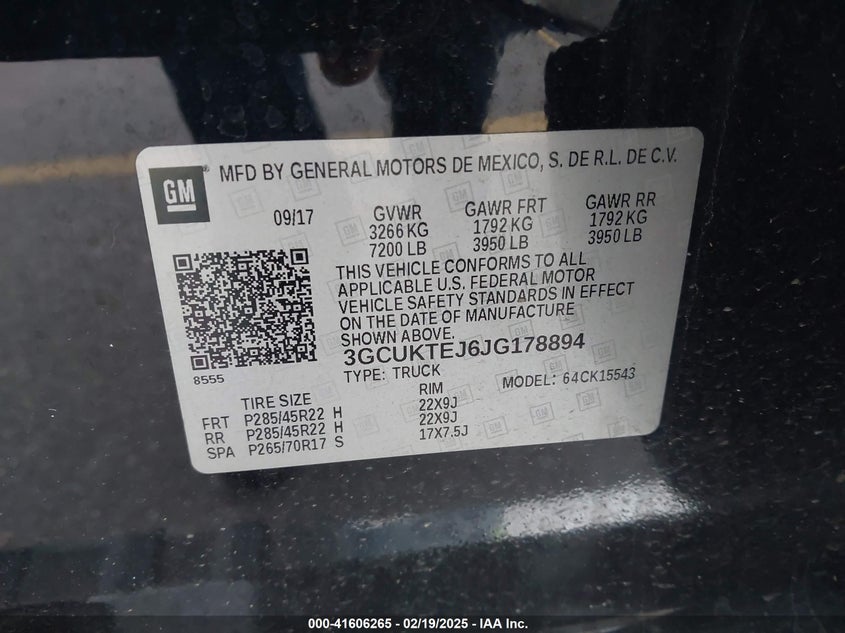 GM
® MFD BY GENERAL MOTORS DE MEXICO, S. DE R.L. DE C.V.
09/17 GVWR GAWR FRT GAWR RR
3266 KG 1792 KG 1792 KG
7200 LB 3950 LB 3950 LB
THIS VEHICLE CONFORMS TO ALL
APPLICABLE U.S. FEDERAL MOTOR
VEHICLE SAFETY STANDARDS IN EFFECT
ON THE DATE OF MANUFACTURE
SHOWN ABOVE.
3GCUKTEJ6JG178894
8555
TYPE: TRUCK MODEL: 64CK15543
TIRE SIZE RIM
FRT P285/45R22 H 22X9J
RR P285/45R22 H 22X9J
SPA P265/70R17 S 17X7.5J
000-41606265 - 02/19/2025 - IAA Inc.